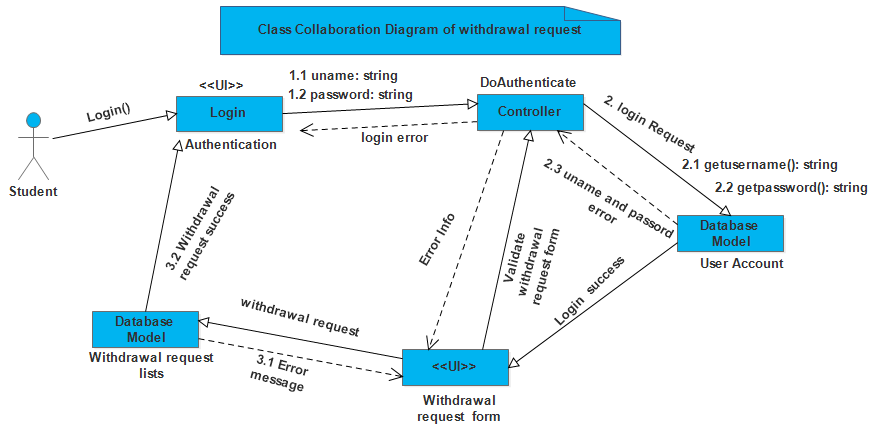 Class Collaboration Diagram of withdrawal request
<<UI>>
Login
Authentication
1.1 uname: string
1.2 password: string
DoAuthenticate
Controller
Login()
Student
login error
2. login Request
2.1 getusername(): string
2.2 getpassword(): string
2.3 uname and passord
error
Database
Model
User Account
3.2 Withdrawal
request success
Error Info
Validate
withdrawal
request form
Login success
withdrawal request
Database
Model
Withdrawal request
lists
3.1 Error
message
<<UI>>
Withdrawal
request form